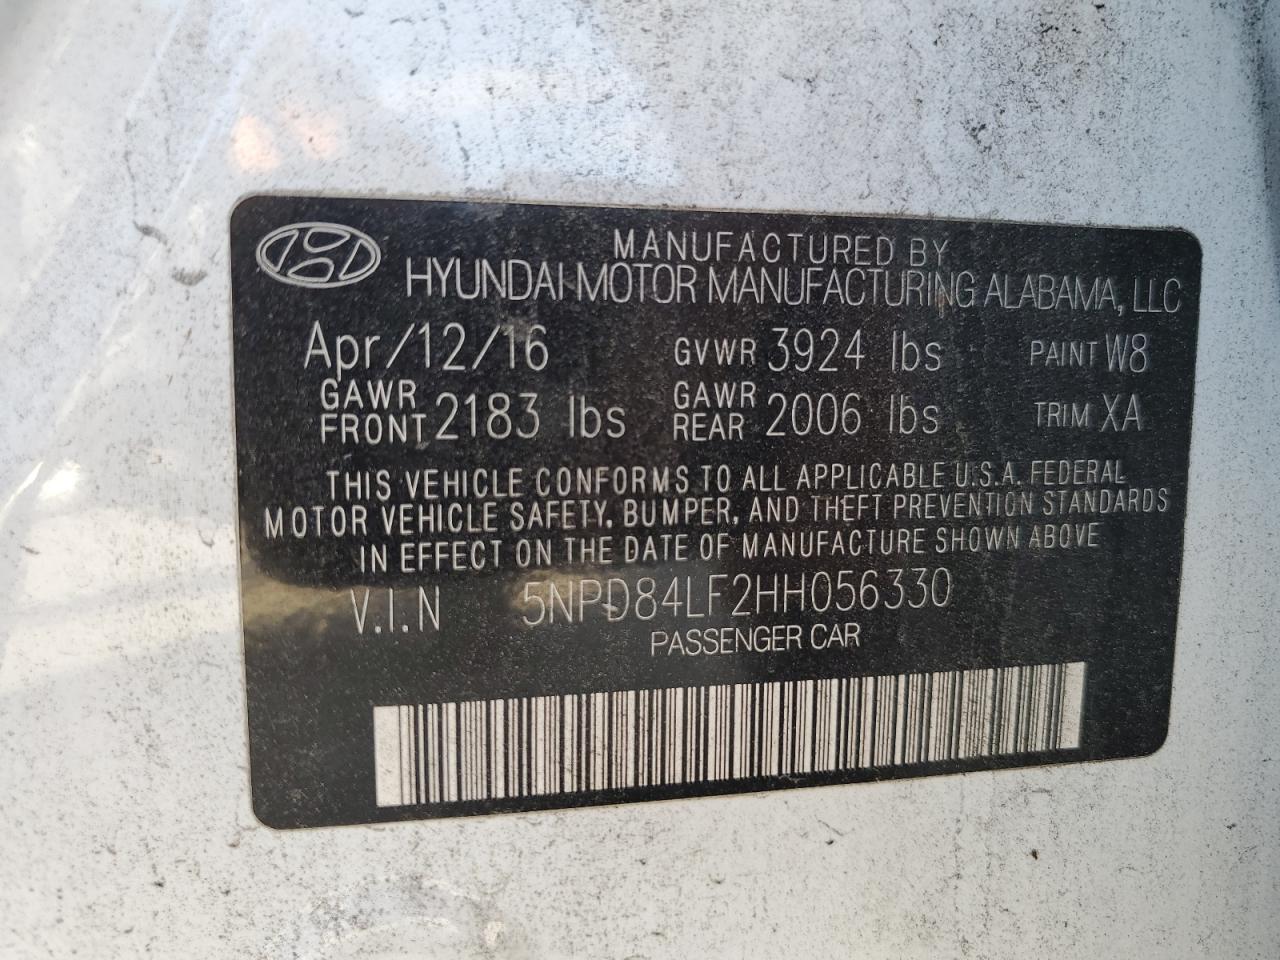 MANUFACTURED BY
HYUNDAI MOTOR MANUFACTURING ALABAMA, LLC
Apr/12/16 GVWR 3924 lbs PAINT W8
GAWR FRONT 2183 lbs GAWR REAR 2006 lbs TRIM XA
THIS VEHICLE CONFORMS TO ALL APPLICABLE U.S.A. FEDERAL
MOTOR VEHICLE SAFETY, BUMPER, AND THEFT PREVENTION STANDARDS
IN EFFECT ON THE DATE OF MANUFACTURE SHOWN ABOVE
V.I.N 5NPD84LF2HH056330
PASSENGER CAR